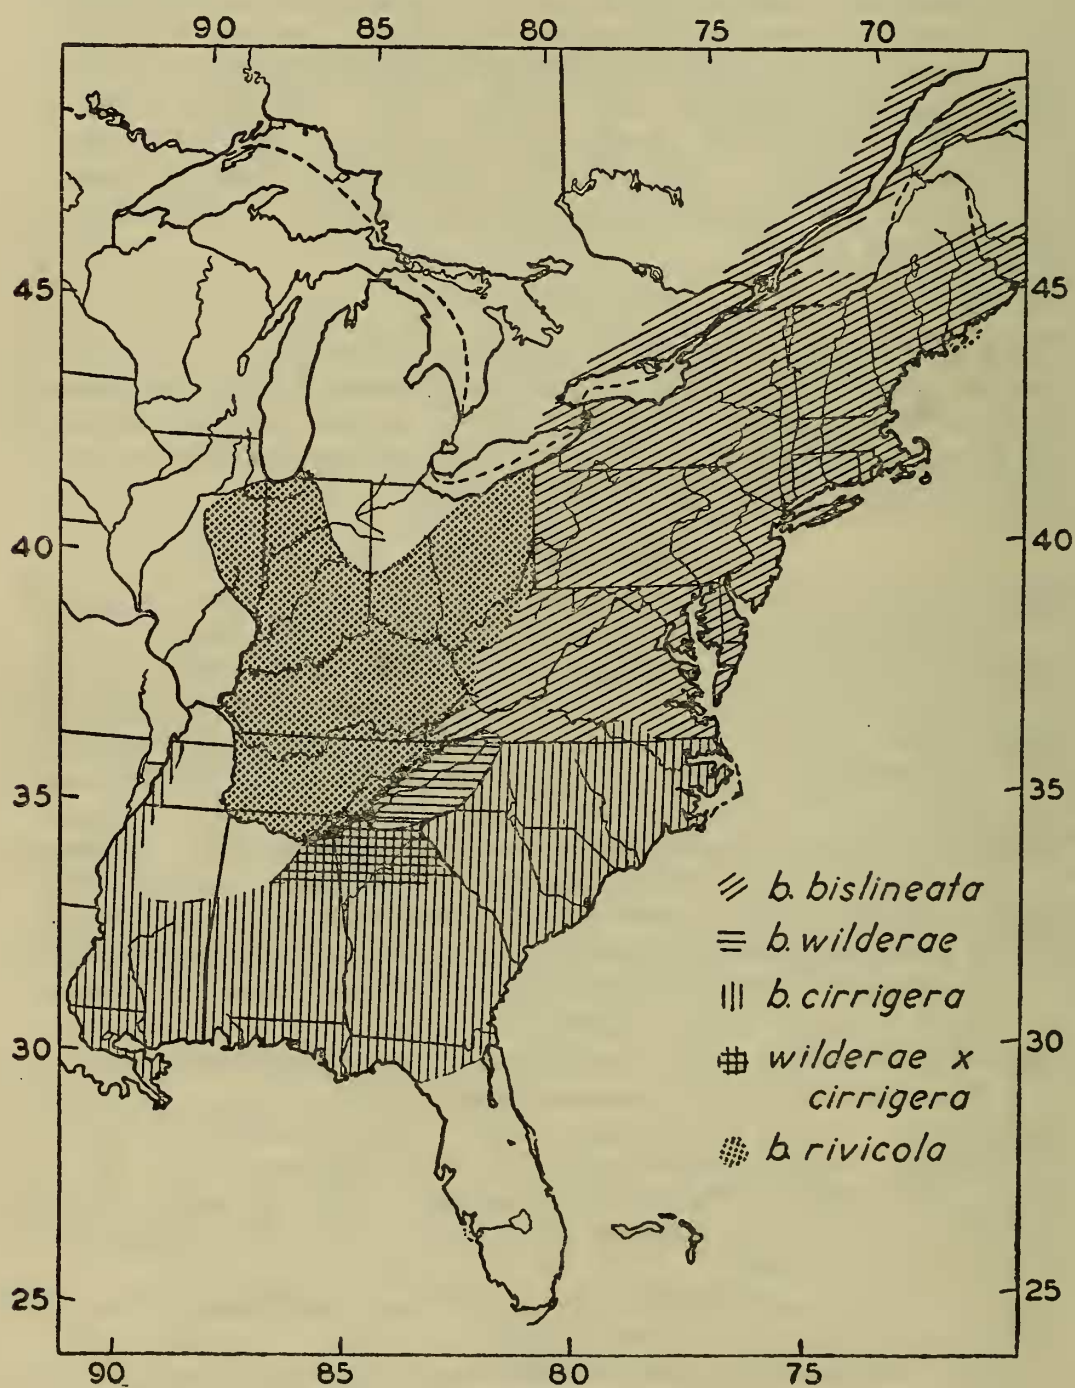 90 85 80 75 70
45 45
40 40
35 35
b. bislineata
b. wilderae
b. cirrigera
30 30
wilderae x
cirrigera
b. rivicola
25 25
90 85 80 75